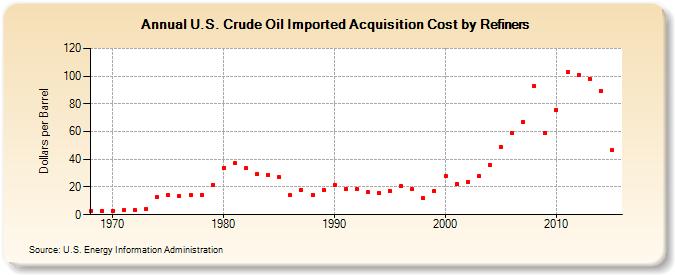 Annual U.S. Crude Oil Imported Acquisition Cost by Refiners
Dollars per Barrel
120
100
80
60
40
20
0
1970 1980 1990 2000 2010
Source: U.S. Energy Information Administration